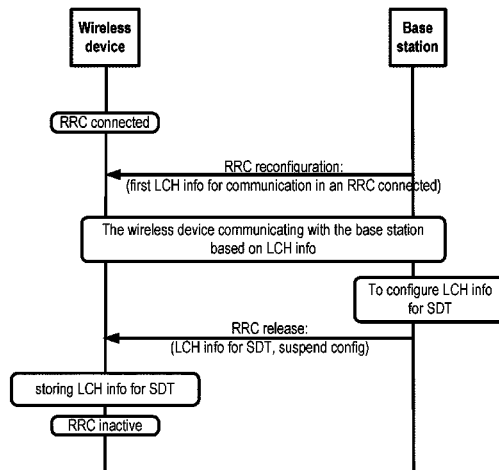 Wireless
device
Base
station
RRC connected
RRC reconfiguration:
(first LCH info for communication in an RRC connected)
The wireless device communicating with the base station
based on LCH info
To configure LCH info
for SDT
RRC release:
(LCH info for SDT, suspend config)
storing LCH info for SDT
RRC inactive